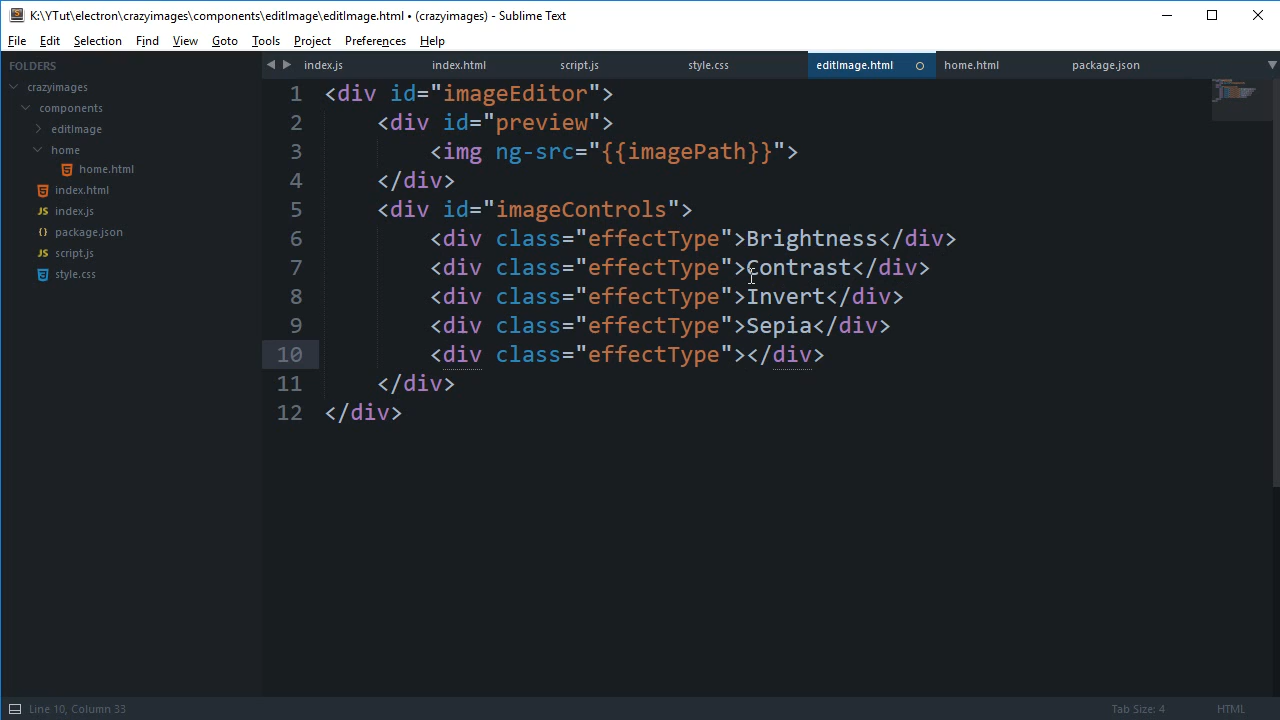 K:\YTut\electron\crazyimages\components\editImage\editImage.html • (crazyimages) - Sublime Text
File Edit Selection Find View Goto Tools Project Preferences Help
FOLDERS
crazyimages
components
editImage
home
home.html
index.html
index.js
package.json
script.js
style.css
index.js index.html script.js style.css editImage.html home.html package.json
1 <div id="imageEditor">
2 <div id="preview">
3 <img ng-src="{{imagePath}}">
4 </div>
5 <div id="imageControls">
6 <div class="effectType">Brightness</div>
7 <div class="effectType">Contrast</div>
8 <div class="effectType">Invert</div>
9 <div class="effectType">Sepia</div>
10 <div class="effectType"></div>
11 </div>
12 </div>
Line 10, Column 33 Tab Size: 4 HTML